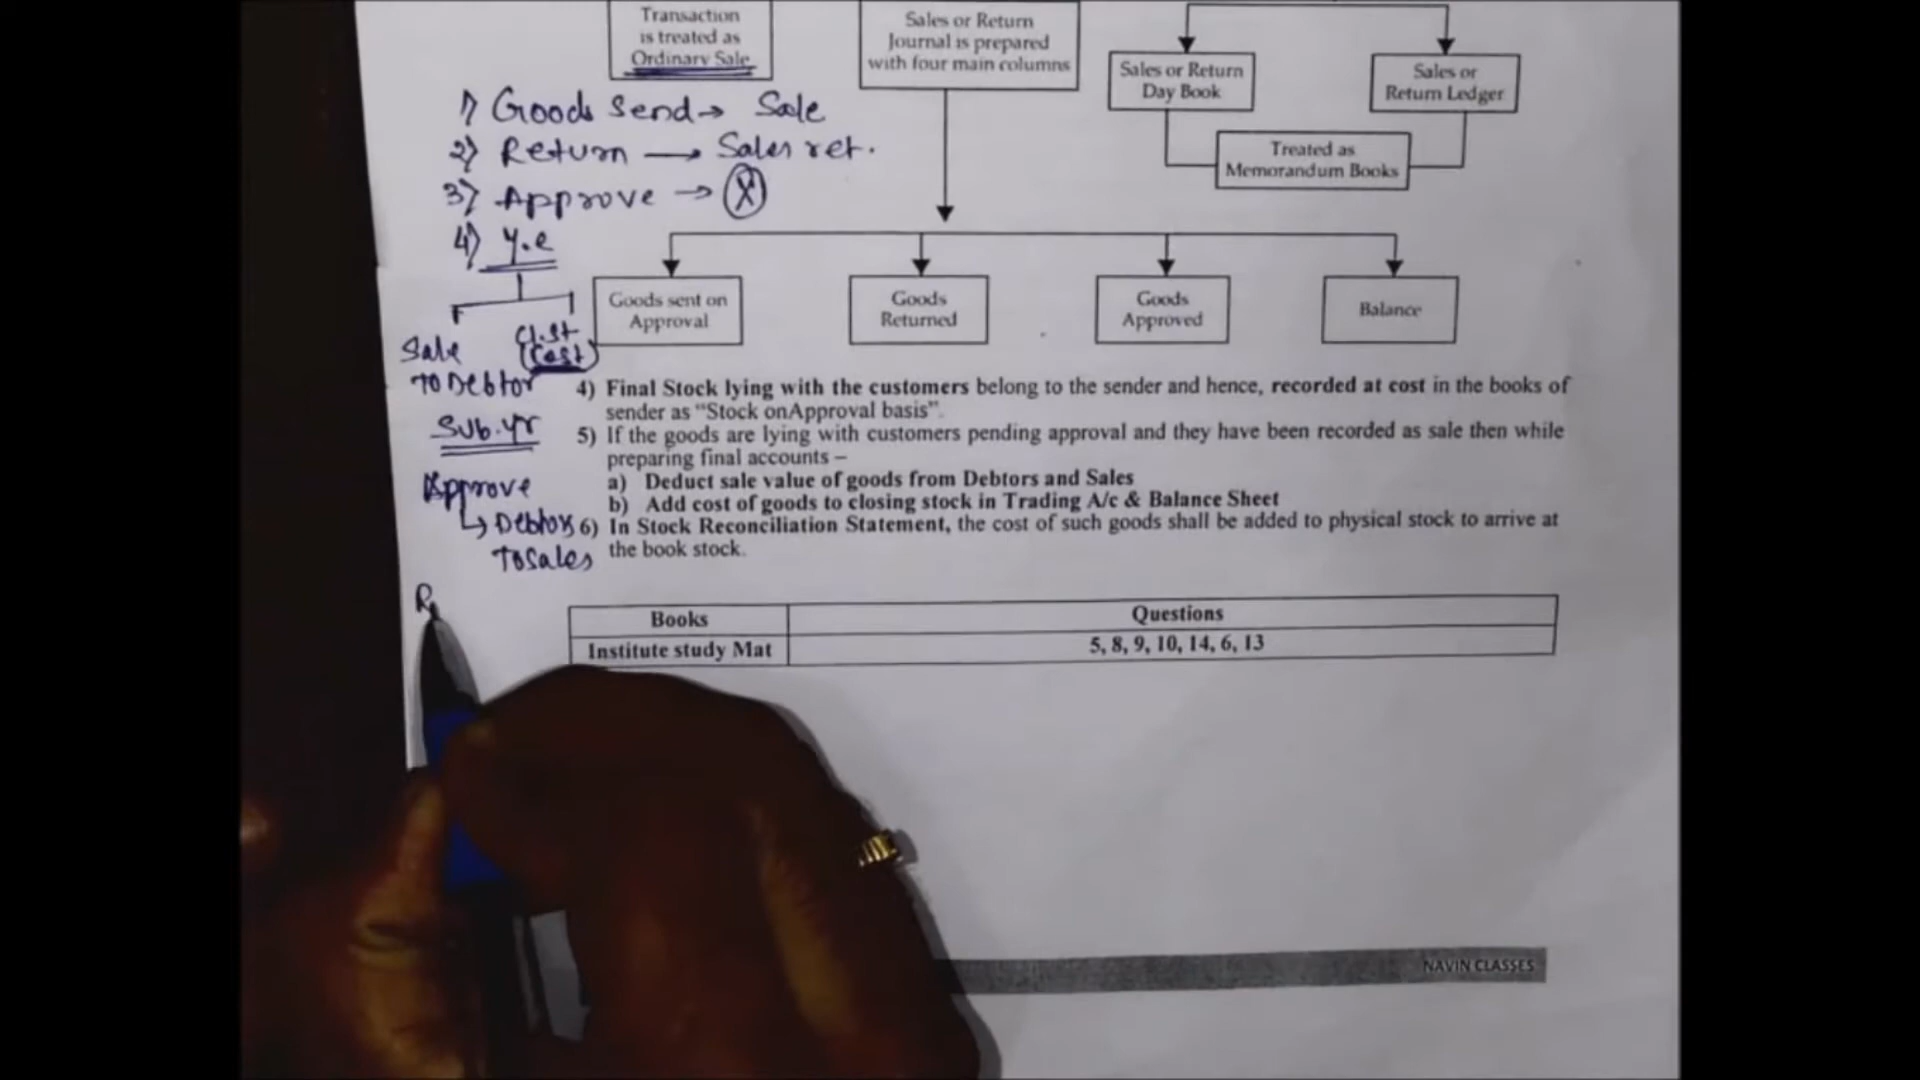 Transaction
is treated as
Ordinary Sale
Sales or Return
Journal is prepared
with four main columns
Sales or Return
Day Book
Sales or
Return Ledger
Treated as
Memorandum Books
1) Goods send → Sale
2) Return → Sales ret.
3) Approve → X
4) Y.e
Sale
To Debtor
Cl.st
(Cost)
Sub.yr
Approve
↳ Debtors
To Sales
R
Goods sent on
Approval
Goods
Returned
Goods
Approved
Balance
4) Final Stock lying with the customers belong to the sender and hence, recorded at cost in the books of
sender as "Stock onApproval basis".
5) If the goods are lying with customers pending approval and they have been recorded as sale then while
preparing final accounts –
a) Deduct sale value of goods from Debtors and Sales
b) Add cost of goods to closing stock in Trading A/c & Balance Sheet
6) In Stock Reconciliation Statement, the cost of such goods shall be added to physical stock to arrive at
the book stock.
Books Questions
Institute study Mat 5, 8, 9, 10, 14, 6, 13
NAVIN CLASSES